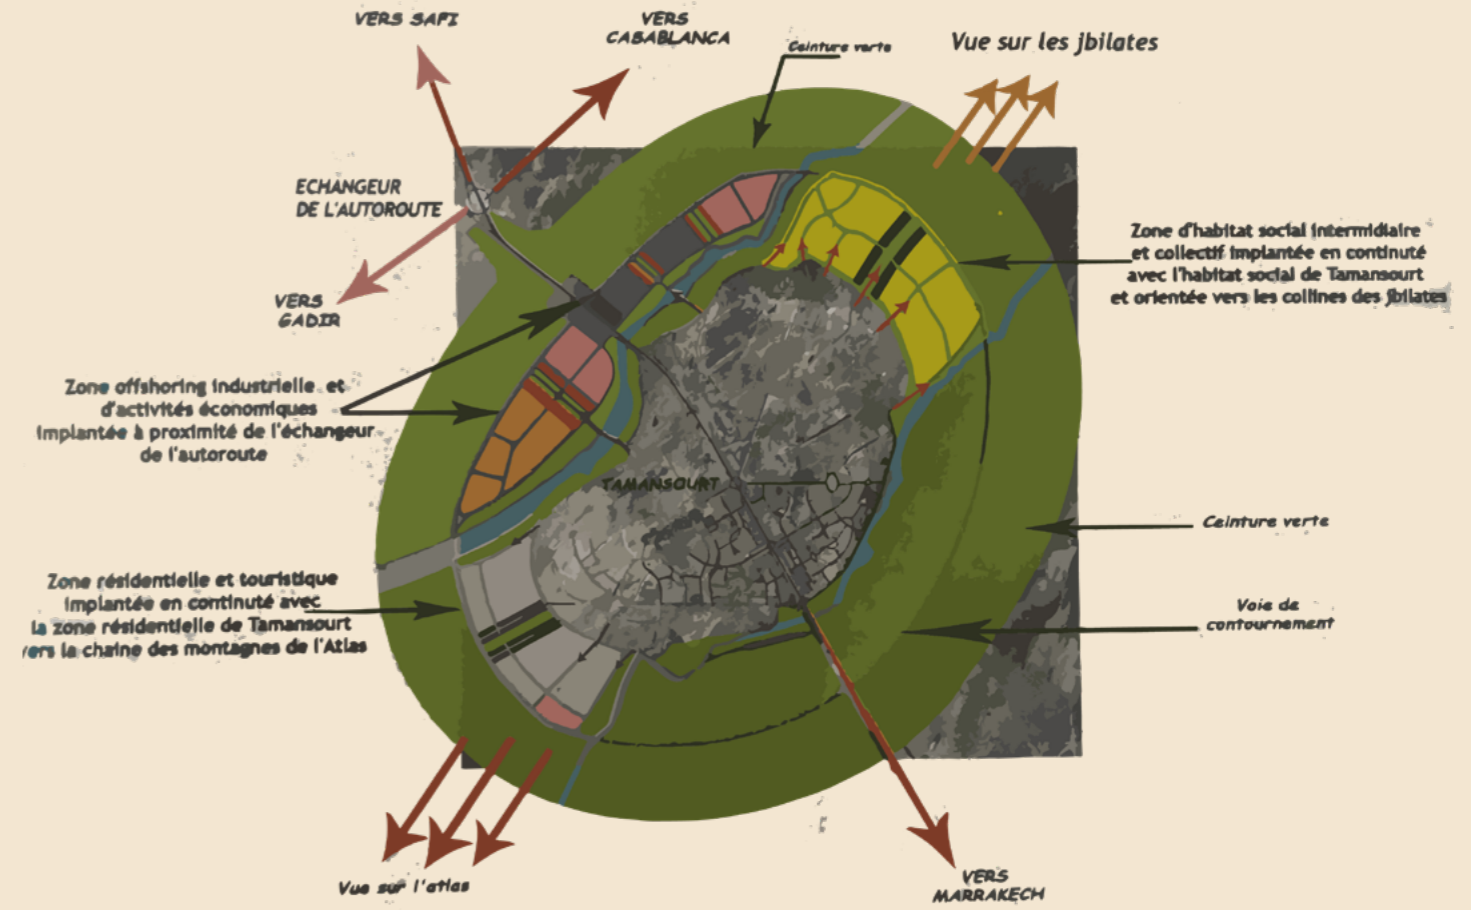 VERS SAFI
VERS
CASABLANCA
Ceinture verte
Vue sur les jbilates
ECHANGEUR
DE L'AUTOROUTE
VERS
GADIR
Zone d'habitat social intermidiaire
et collectif implantée en continuté
avec l'habitat social de Tamansourt
et orientée vers les collines des jbilates
Zone offshoring industrielle et
d'activités économiques
implantée à proximité de l'échangeur
de l'autoroute
TAMANSOURT
Ceinture verte
Zone résidentielle et touristique
implantée en continuté avec
la zone résidentielle de Tamansourt
vers la chaine des montagnes de l'Atlas
Voie de
contournement
Vue sur l'atlas
VERS
MARRAKECH